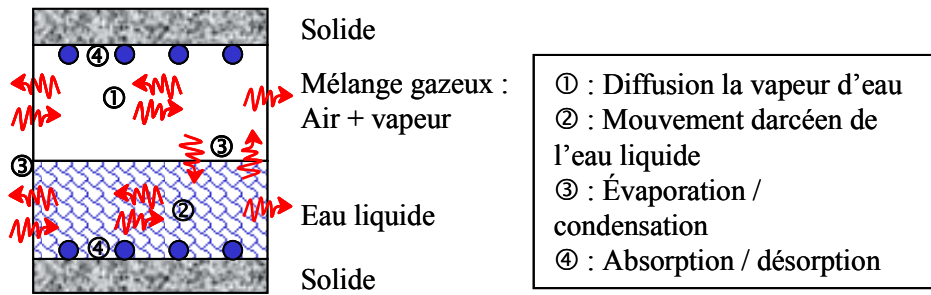 Solide
④
①
Mélange gazeux :
Air + vapeur
③
③
②
Eau liquide
④
Solide
① : Diffusion la vapeur d’eau
② : Mouvement darcéen de
l’eau liquide
③ : Évaporation /
condensation
④ : Absorption / désorption